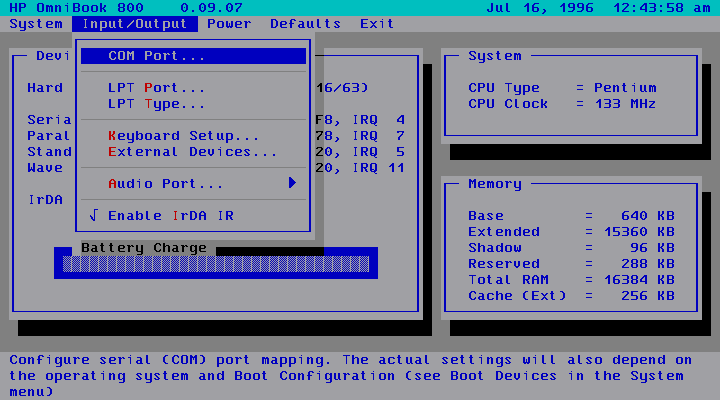 HP OmniBook 800    0.09.07    Jul 16, 1996  12:43:58 am
System  Input/Output  Power  Defaults  Exit
Devi
Hard    16/63)
Seria    F8, IRQ  4
Paral    78, IRQ  7
Stand    20, IRQ  5
Wave    20, IRQ 11
IrDA
COM Port...
LPT Port...
LPT Type...
Keyboard Setup...
External Devices...
Audio Port...
√ Enable IrDA IR
Battery Charge
System
CPU Type   = Pentium
CPU Clock  = 133 MHz
Memory
Base        =   640 KB
Extended    = 15360 KB
Shadow      =    96 KB
Reserved    =   288 KB
Total RAM   = 16384 KB
Cache (Ext) =   256 KB
Configure serial (COM) port mapping. The actual settings will also depend on
the operating system and Boot Configuration (see Boot Devices in the System
menu)